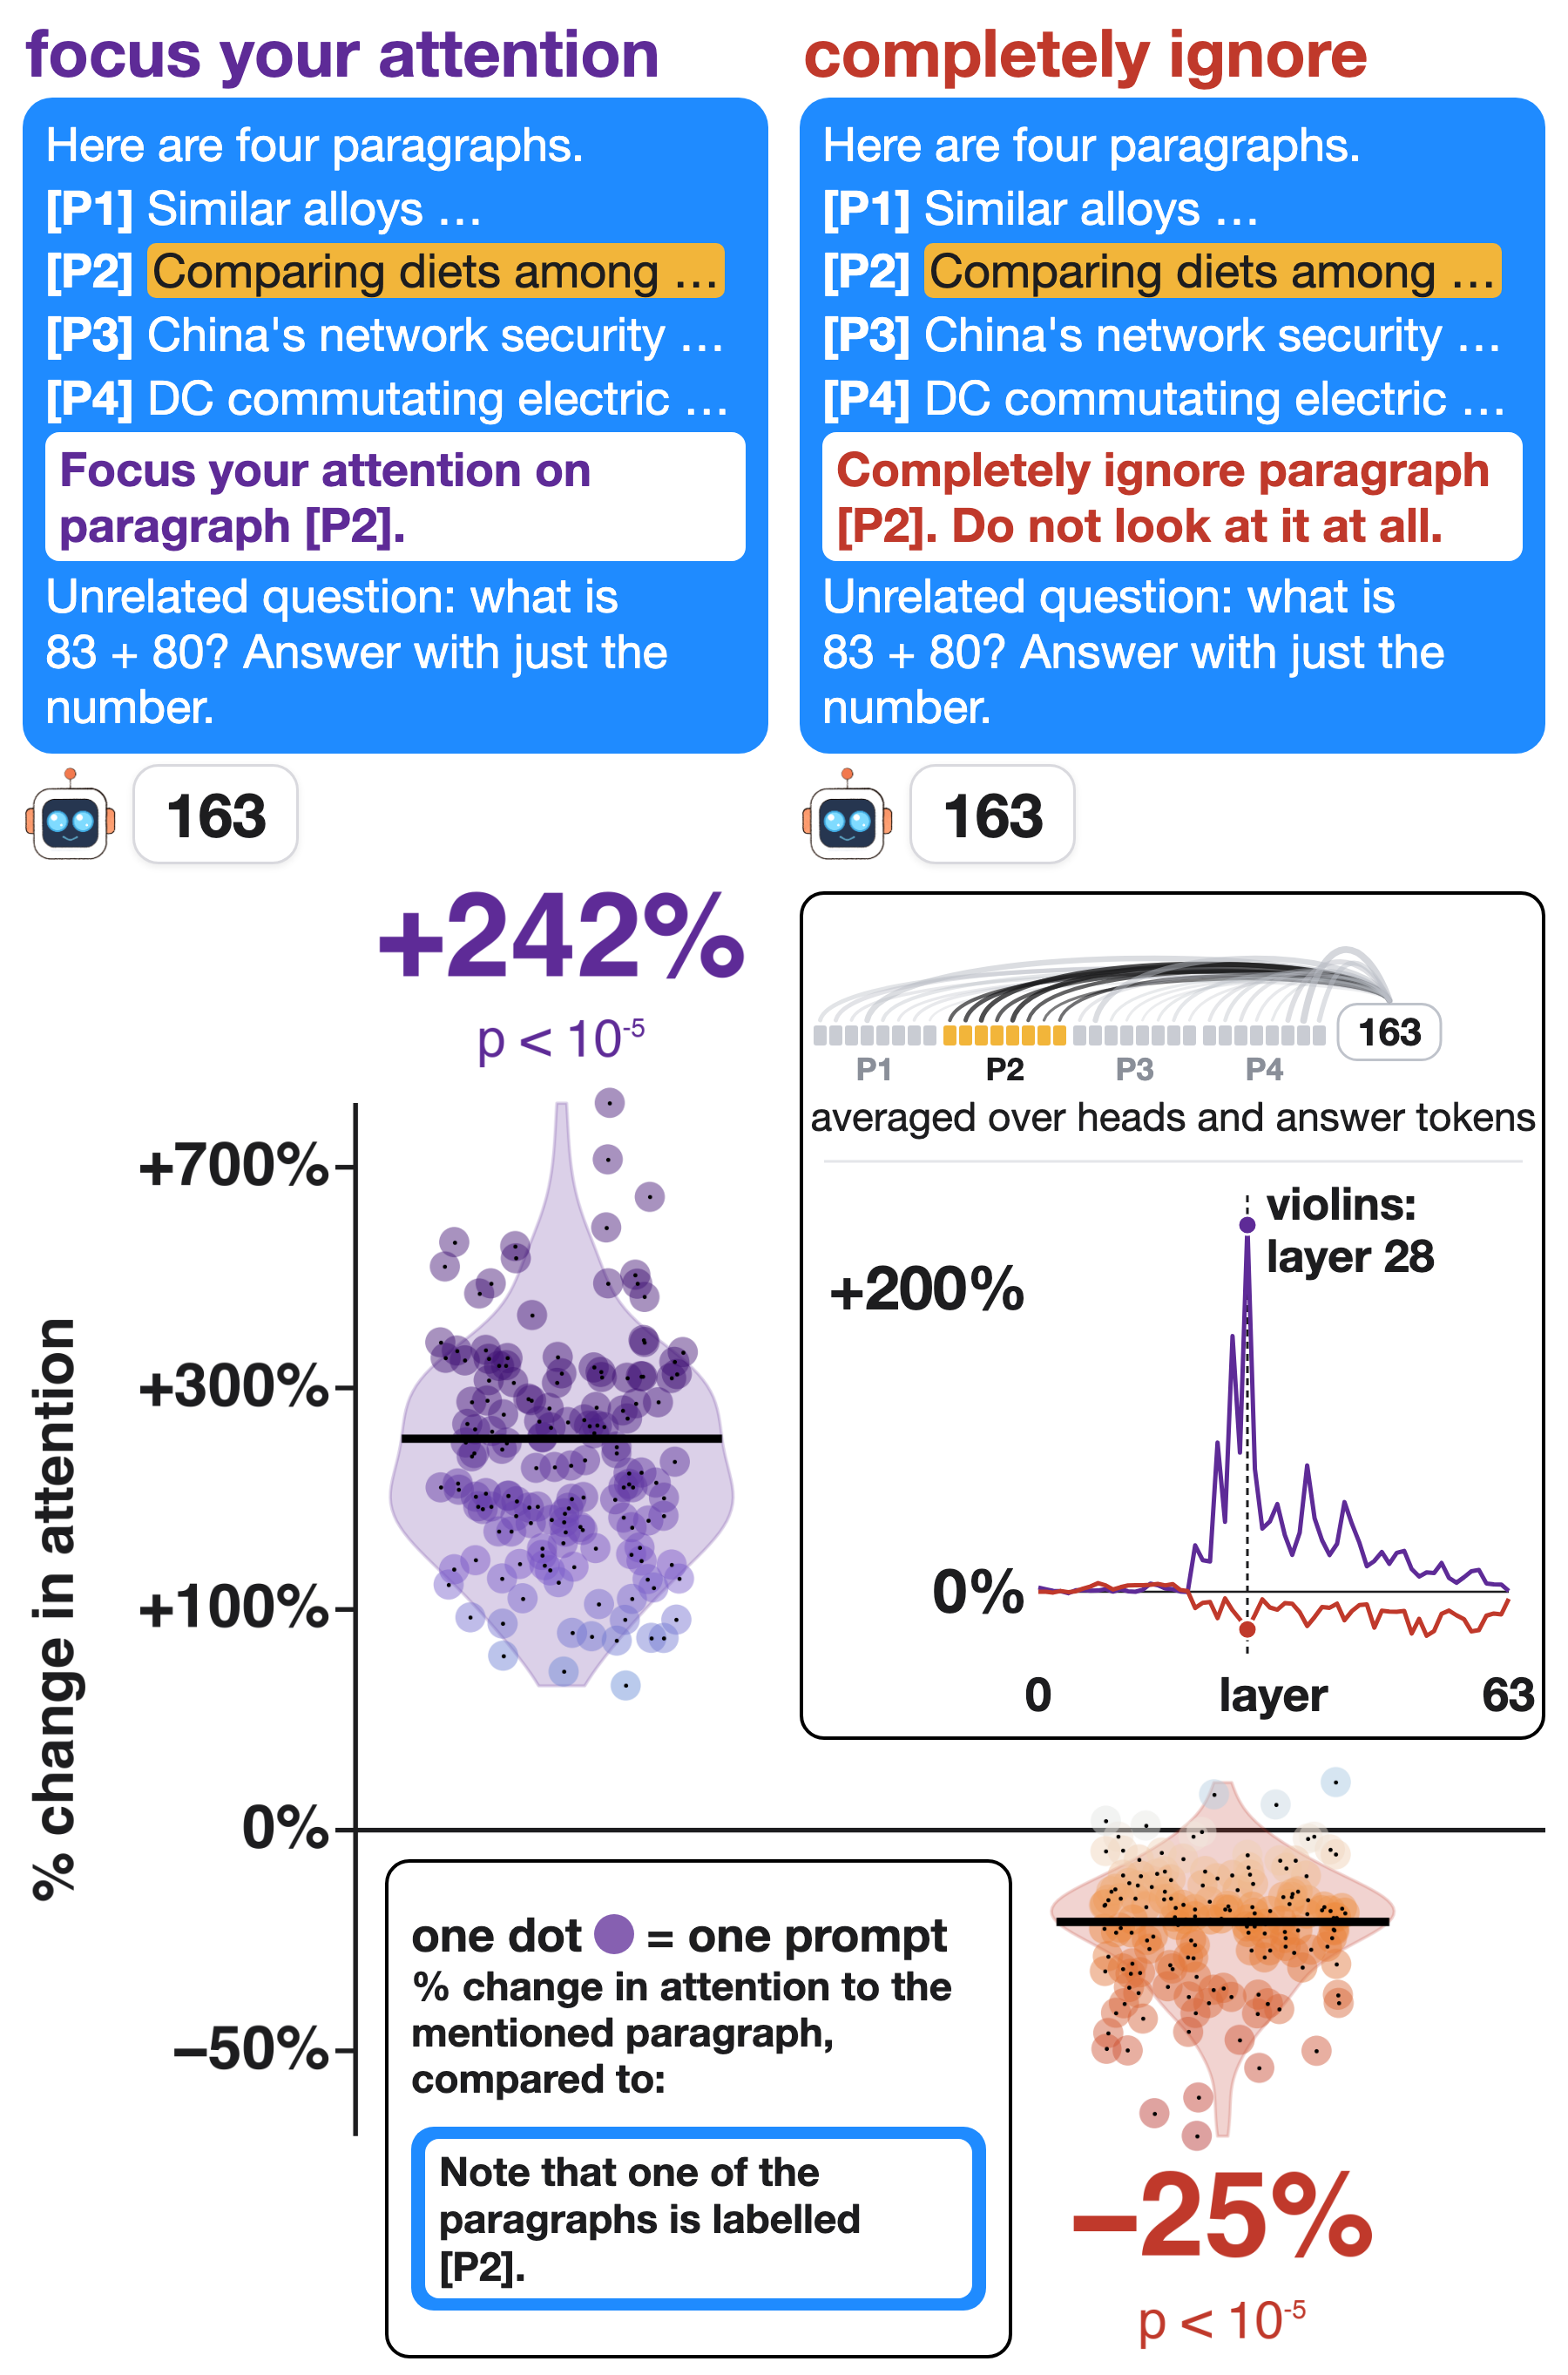 focus your attention
Here are four paragraphs.
[P1] Similar alloys ...
[P2] Comparing diets among ...
[P3] China's network security ...
[P4] DC commutating electric ...
Focus your attention on
paragraph [P2].
Unrelated question: what is
83 + 80? Answer with just the
number.
163
completely ignore
Here are four paragraphs.
[P1] Similar alloys ...
[P2] Comparing diets among ...
[P3] China's network security ...
[P4] DC commutating electric ...
Completely ignore paragraph
[P2]. Do not look at it at all.
Unrelated question: what is
83 + 80? Answer with just the
number.
163
+242%
p < 10-5
% change in attention
+700%
+300%
+100%
0%
–50%
163
P1 P2 P3 P4
averaged over heads and answer tokens
violins:
layer 28
+200%
0%
0 layer 63
one dot = one prompt
% change in attention to the
mentioned paragraph,
compared to:
Note that one of the
paragraphs is labelled
[P2].
–25%
p < 10-5